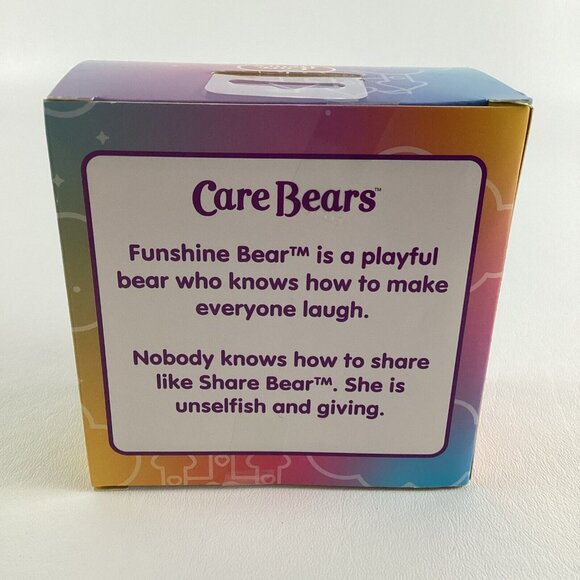 Care Bears™
Funshine Bear™ is a playful
bear who knows how to make
everyone laugh.
Nobody knows how to share
like Share Bear™. She is
unselfish and giving.